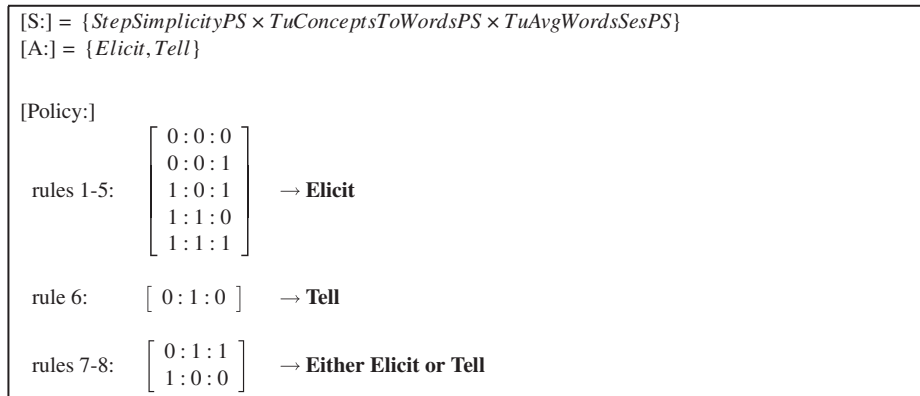 [S:] = {StepSimplicityPS × TuConceptsToWordsPS × TuAvgWordsSesPS}
[A:] = {Elicit, Tell}
[Policy:]
0 : 0 : 0
0 : 0 : 1
rules 1-5: 1 : 0 : 1 → Elicit
1 : 1 : 0
1 : 1 : 1
rule 6: [ 0 : 1 : 0 ] → Tell
0 : 1 : 1
rules 7-8: → Either Elicit or Tell
1 : 0 : 0